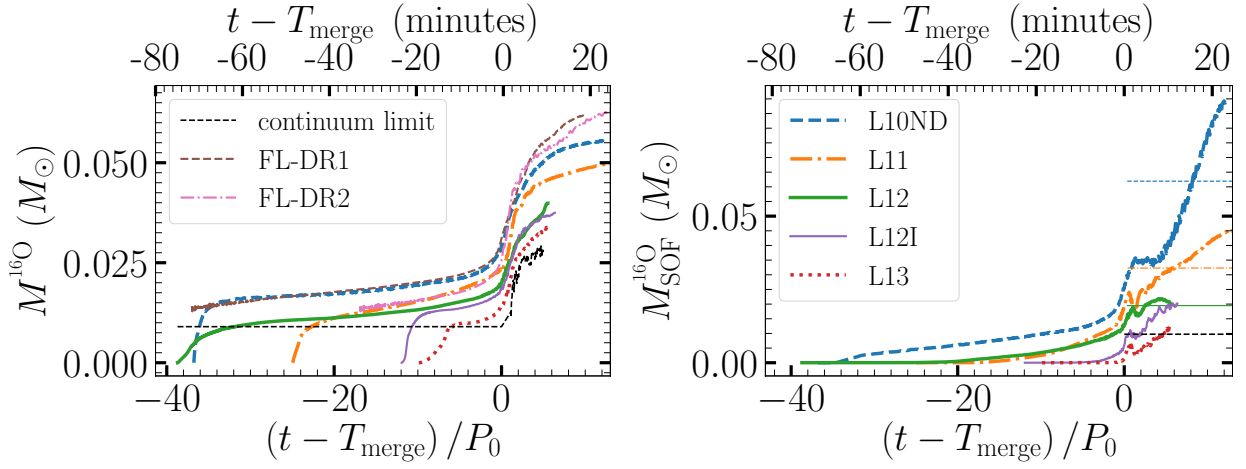 t − T_merge (minutes)
-80 -60 -40 -20 0 20
M^16O (M_⊙)
0.050
0.025
0.000
continuum limit
FL-DR1
FL-DR2
−40 −20 0
(t − T_merge) /P_0
t − T_merge (minutes)
-80 -60 -40 -20 0 20
M_SOF^16O (M_⊙)
0.05
0.00
L10ND
L11
L12
L12I
L13
−40 −20 0
(t − T_merge) /P_0